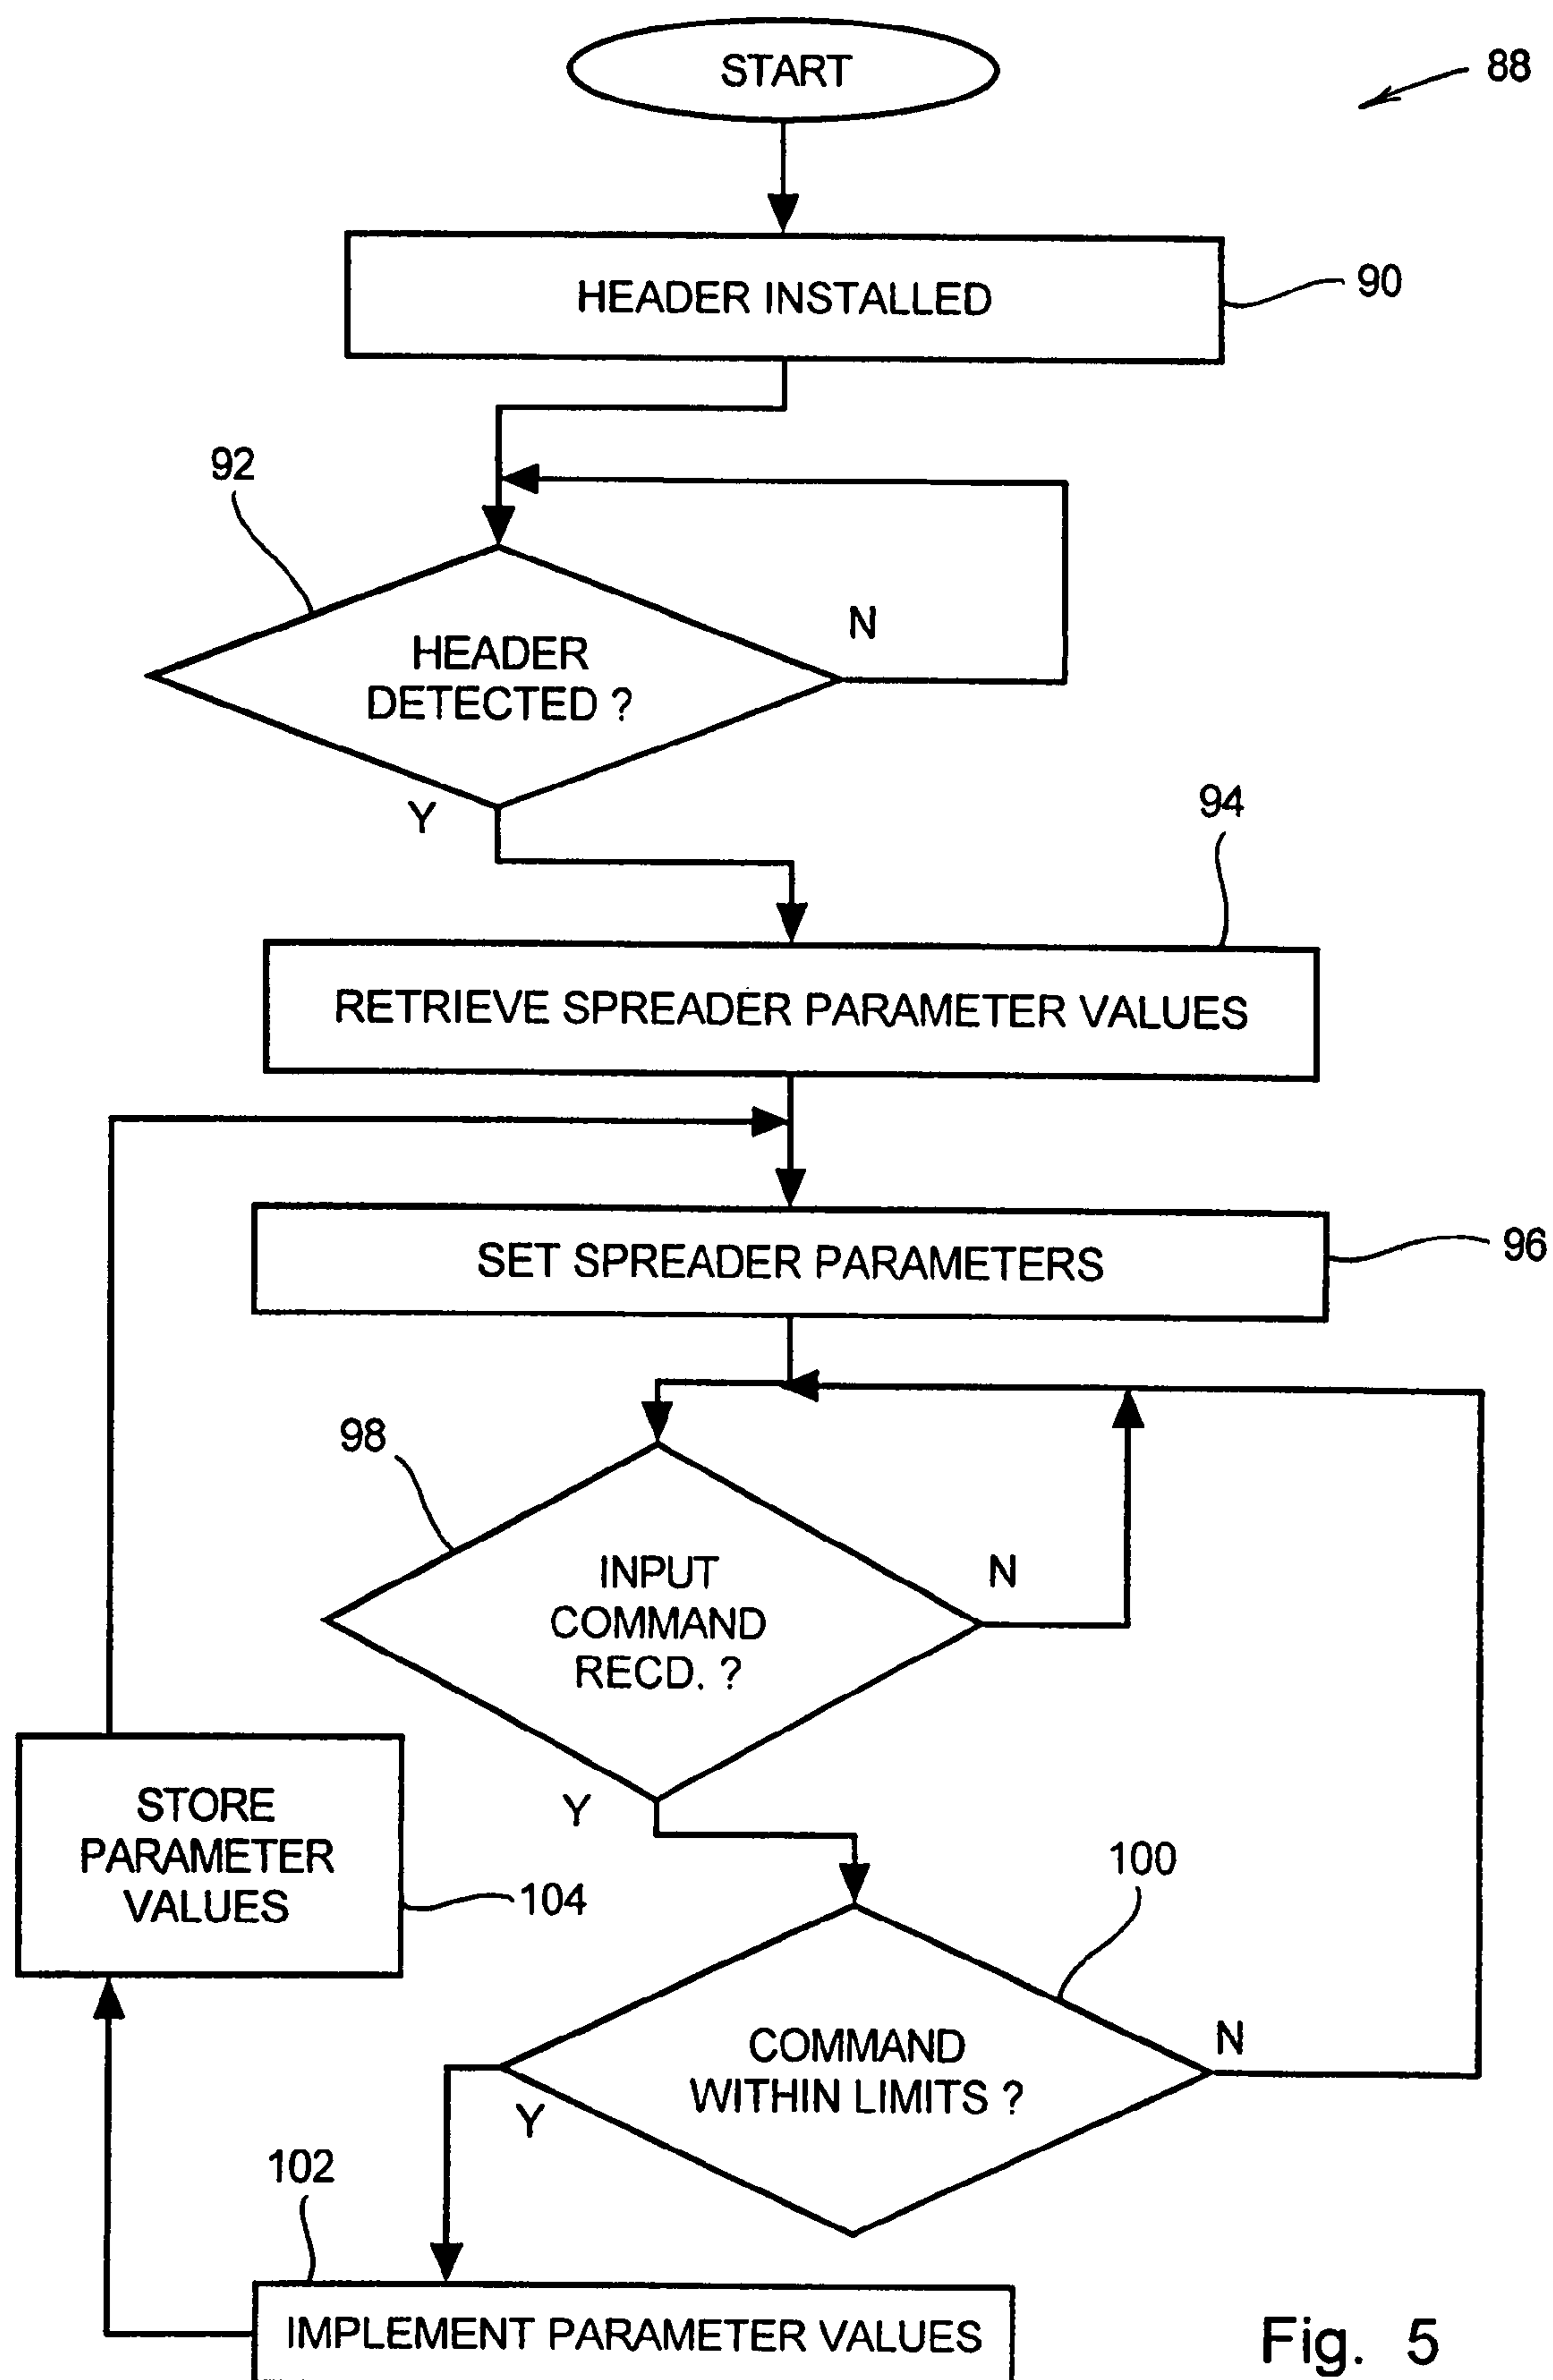 START
88
HEADER INSTALLED
90
92
HEADER
DETECTED ?
N
Y
94
RETRIEVE SPREADER PARAMETER VALUES
SET SPREADER PARAMETERS
96
98
INPUT
COMMAND
RECD. ?
N
Y
STORE
PARAMETER
VALUES
104
100
COMMAND
WITHIN LIMITS ?
N
Y
102
IMPLEMENT PARAMETER VALUES
Fig. 5